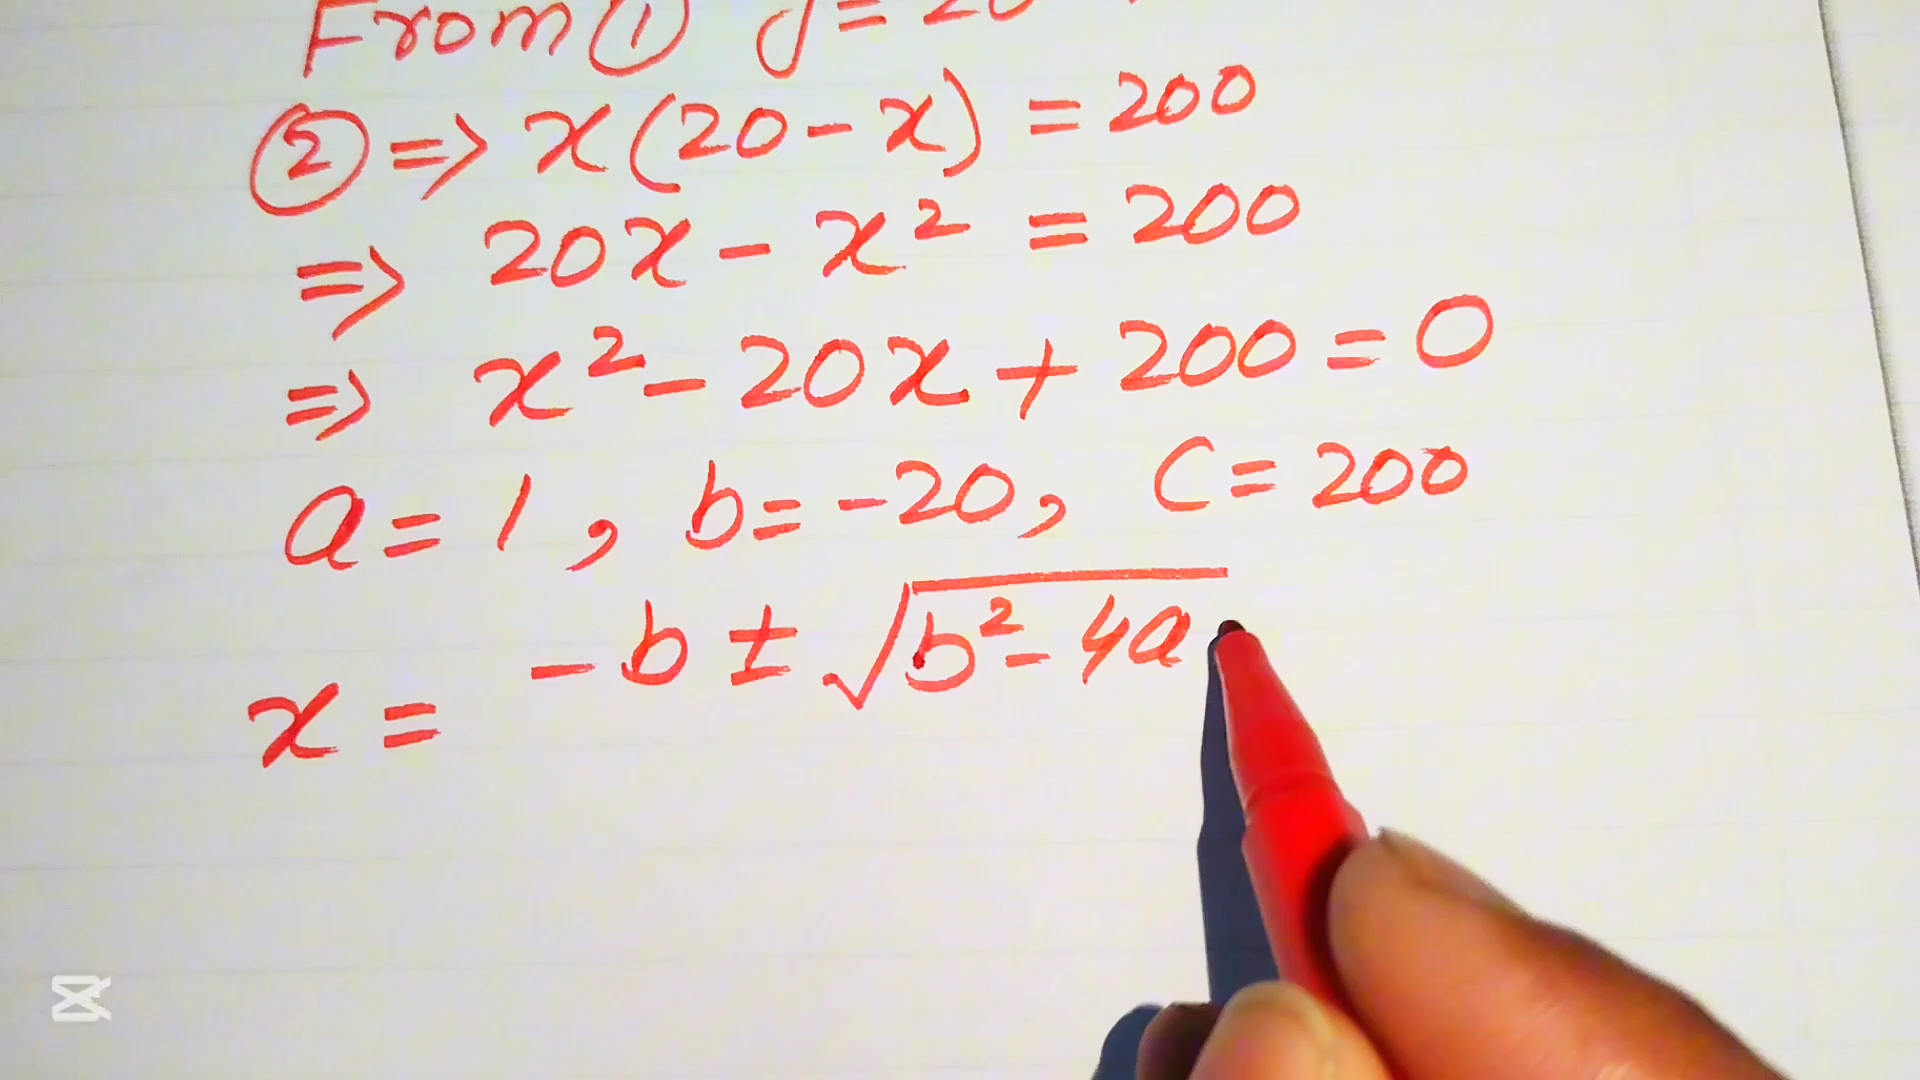 From ① y = 20
② => x(20 - x) = 200
=> 20x - x² = 200
=> x² - 20x + 200 = 0
a = 1, b = -20, C = 200
x = -b ± √b² - 4a